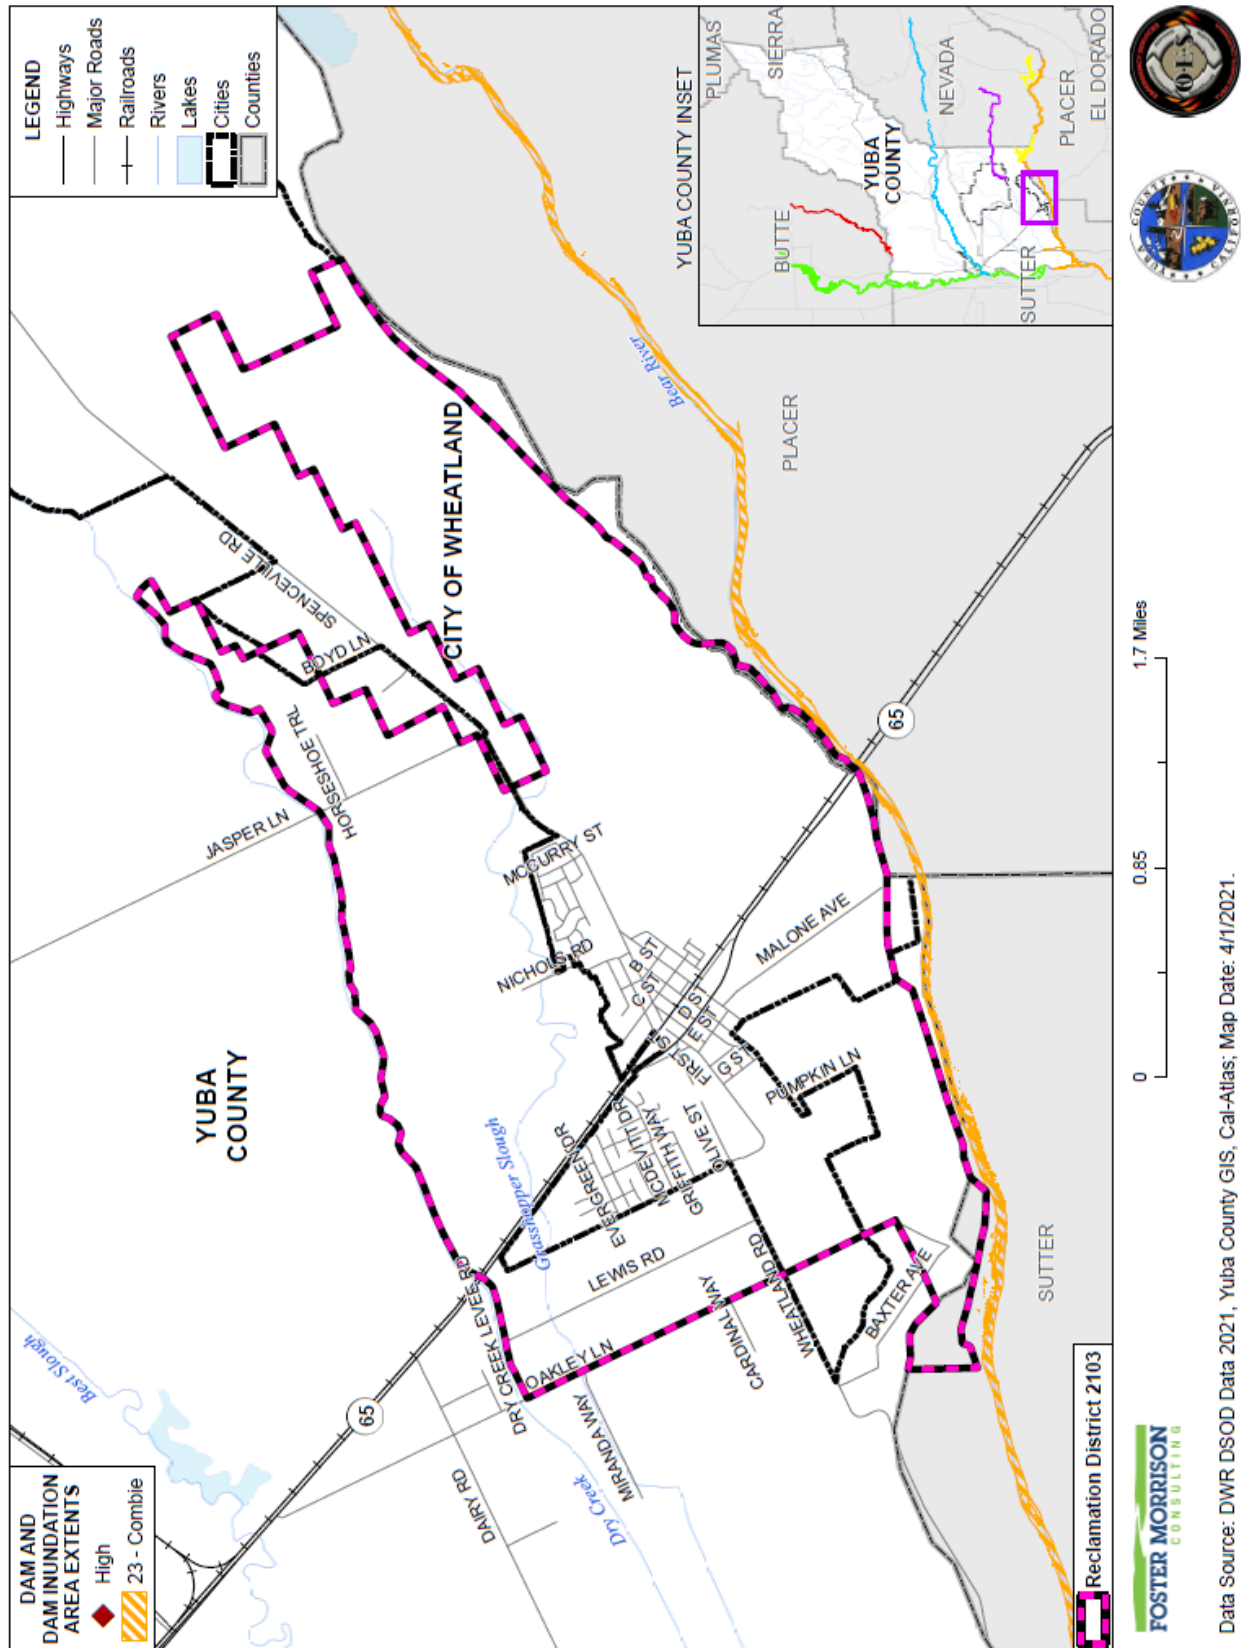 LEGEND
Highways
Major Roads
Railroads
Rivers
Lakes
Cities
Counties
DAM AND
DAM INUNDATION
AREA EXTENTS
High
23 - Combie
YUBA COUNTY INSET
PLUMAS
SIERRA
BUTTE
YUBA
COUNTY
NEVADA
SUTTER
PLACER
EL DORADO
YUBA
COUNTY
CITY OF WHEATLAND
PLACER
SUTTER
Best Slough
65
DAIRY RD
DRY CREEK LEVEE RD
OAKLEY LN
MIRANDA WAY
Dry Creek
Grasshopper Slough
JASPER LN
HORSESHOE TRL
BOYD LN
SPENCEVILLE RD
MCCURRY ST
NICHOLS RD
B ST
C ST
D ST
E ST
FIRST ST
G ST
EVERGREEN DR
MCDEVITT DR
GRIFFITH WAY
OLIVE ST
LEWIS RD
CARDINAL WAY
WHEATLAND RD
BAXTER AVE
PUMPKIN LN
MALONE AVE
65
Bear River
Reclamation District 2103
0
0.85
1.7 Miles
FOSTER MORRISON
CONSULTING
Data Source: DWR DSOD Data 2021, Yuba County GIS, Cal-Atlas; Map Date: 4/1/2021.
YUBA COUNTY
CALIFORNIA
O·E·S